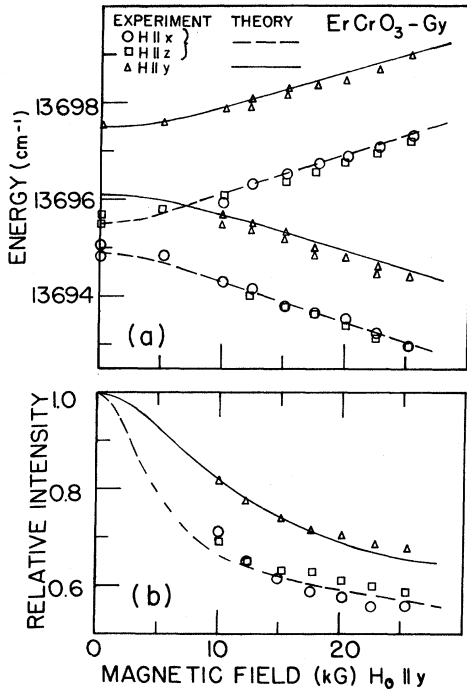 EXPERIMENT THEORY ErCrO₃-Gy
○ H∥x
□ H∥z
△ H∥y
ENERGY (cm⁻¹)
13698
13696
13694
(a)
RELATIVE INTENSITY
1.0
0.8
0.6
(b)
0 10 20
MAGNETIC FIELD (kG) H₀∥y